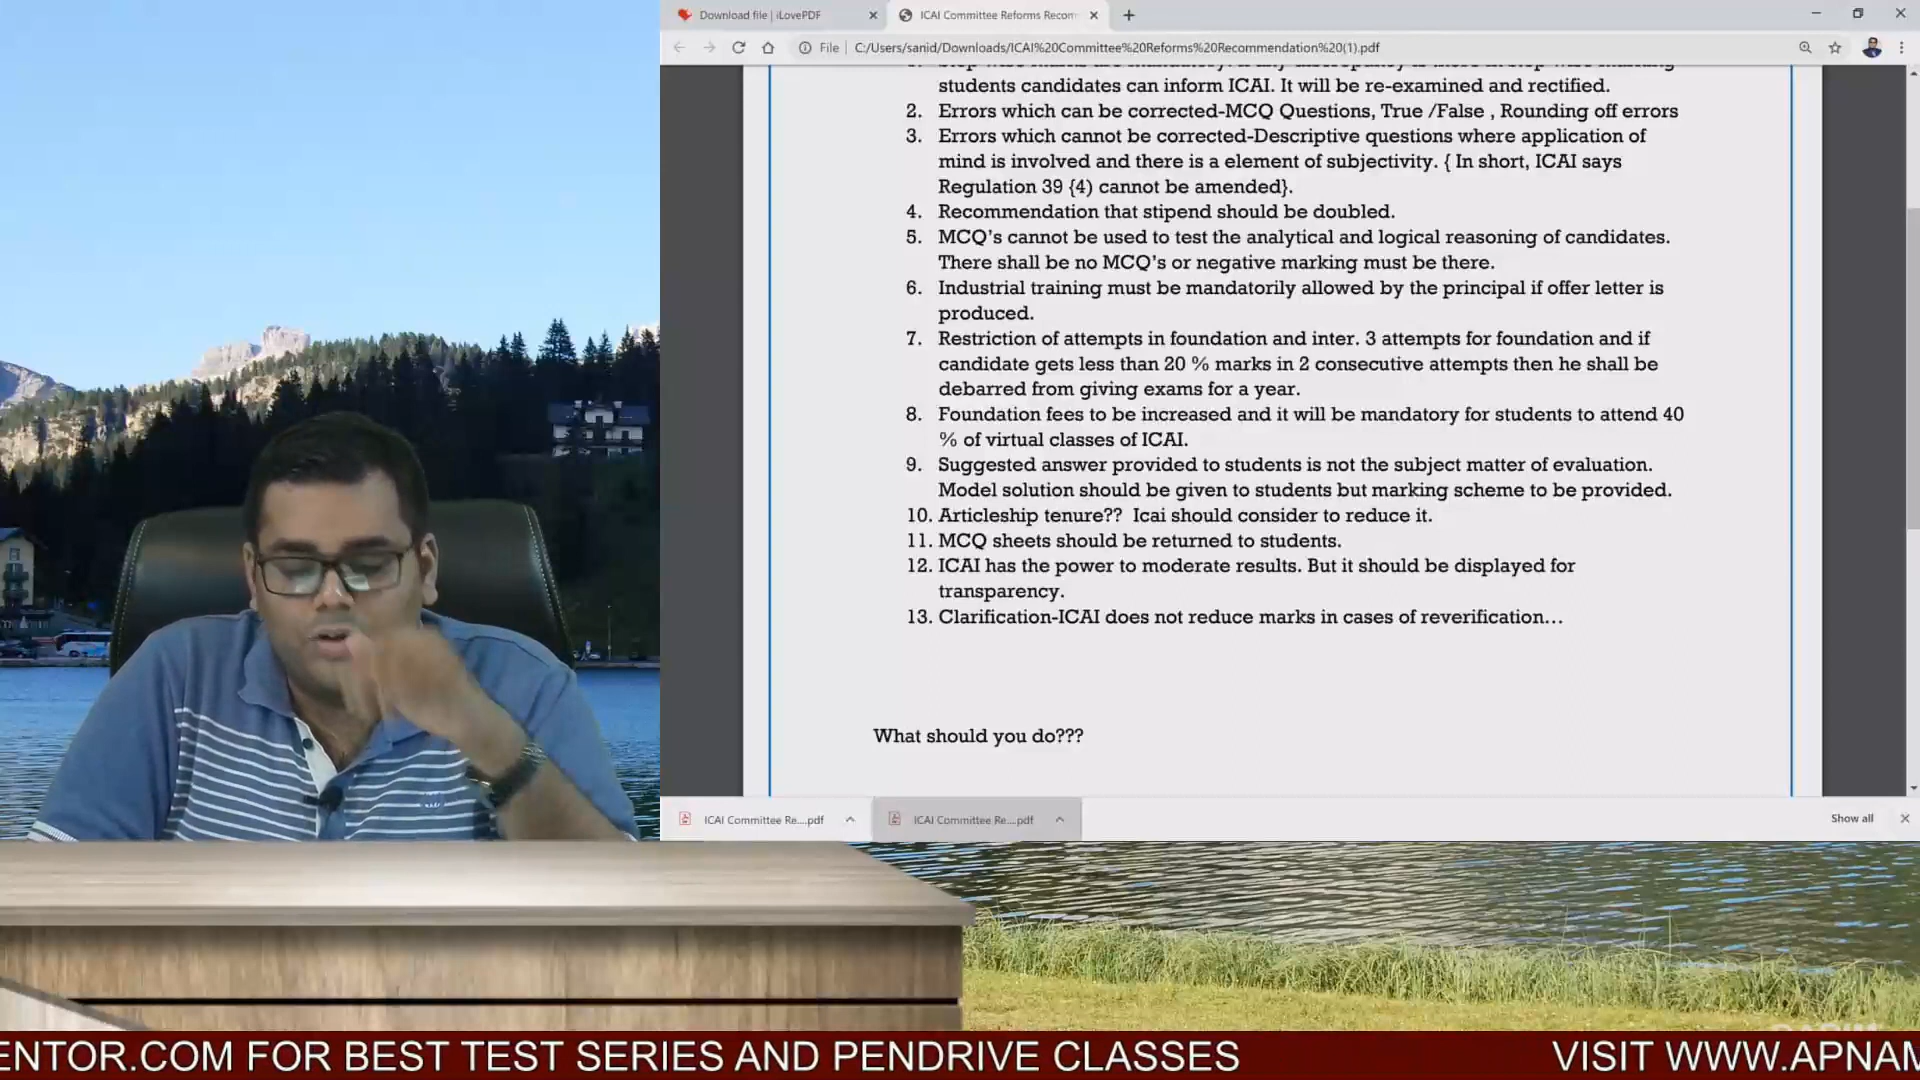 Download file | iLovePDF
ICAI Committee Reforms Recom
File
C:/Users/sanid/Downloads/ICAI%20Committee%20Reforms%20Recommendation%20(1).pdf
students candidates can inform ICAI. It will be re-examined and rectified.
2. Errors which can be corrected-MCQ Questions, True /False , Rounding off errors
3. Errors which cannot be corrected-Descriptive questions where application of
mind is involved and there is a element of subjectivity. { In short, ICAI says
Regulation 39 {4) cannot be amended}.
4. Recommendation that stipend should be doubled.
5. MCQ's cannot be used to test the analytical and logical reasoning of candidates.
There shall be no MCQ's or negative marking must be there.
6. Industrial training must be mandatorily allowed by the principal if offer letter is
produced.
7. Restriction of attempts in foundation and inter. 3 attempts for foundation and if
candidate gets less than 20 % marks in 2 consecutive attempts then he shall be
debarred from giving exams for a year.
8. Foundation fees to be increased and it will be mandatory for students to attend 40
% of virtual classes of ICAI.
9. Suggested answer provided to students is not the subject matter of evaluation.
Model solution should be given to students but marking scheme to be provided.
10. Articleship tenure?? Icai should consider to reduce it.
11. MCQ sheets should be returned to students.
12. ICAI has the power to moderate results. But it should be displayed for
transparency.
13. Clarification-ICAI does not reduce marks in cases of reverification...
What should you do???
ICAI Committee Re....pdf
ICAI Committee Re....pdf
Show all
ENTOR.COM FOR BEST TEST SERIES AND PENDRIVE CLASSES
VISIT WWW.APNAM